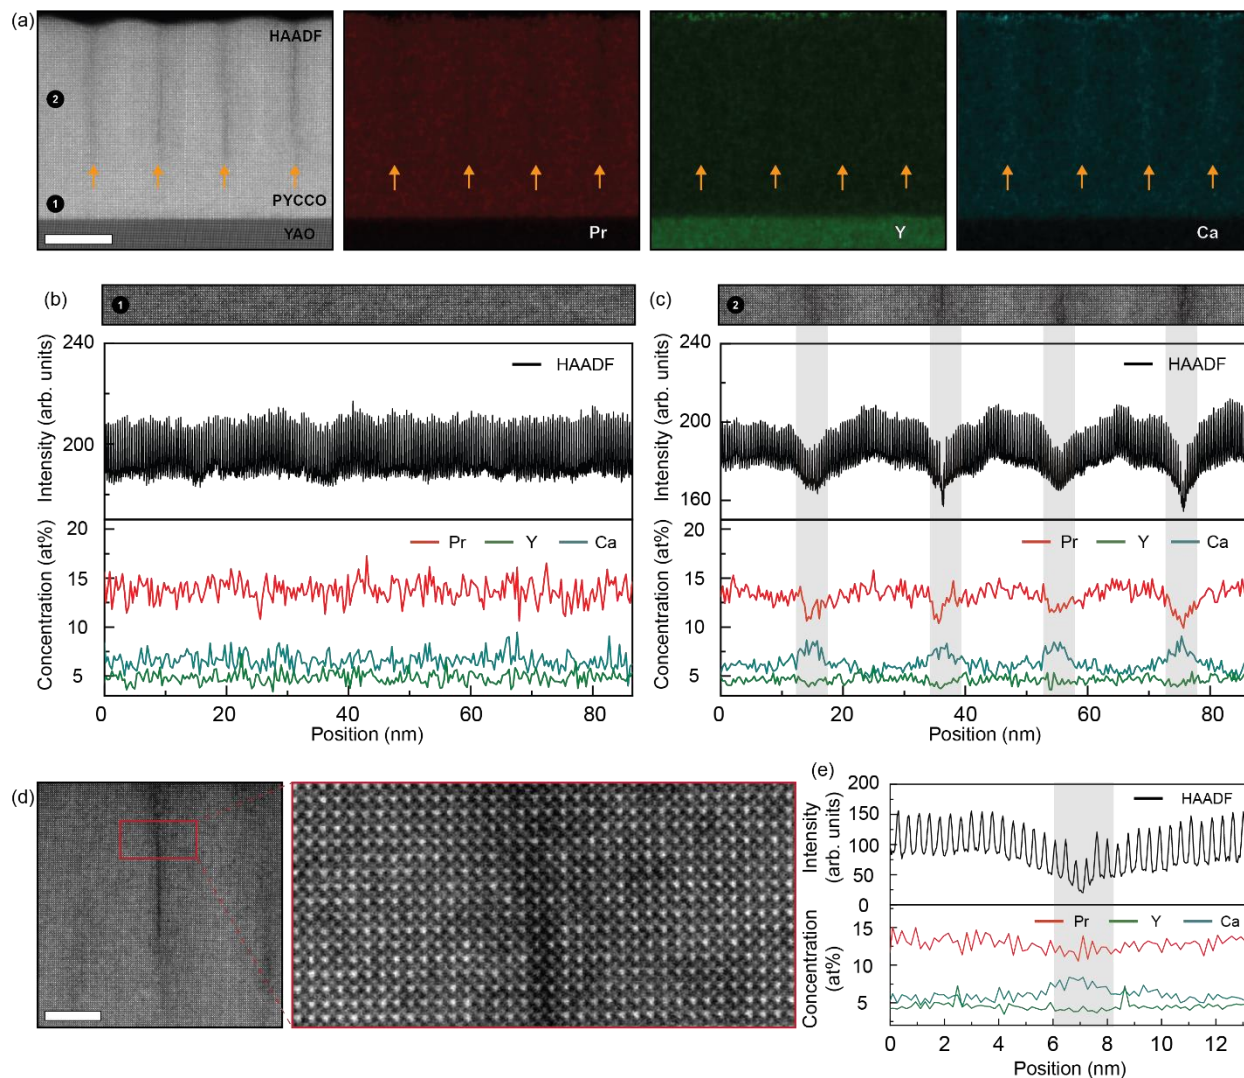 (a)
HAADF
2
1
PYCCO
YAO
Pr
Y
Ca
(b)
1
240
200
Intensity (arb. units)
HAADF
20
15
10
5
Concentration (at%)
Pr Y Ca
0 20 40 60 80
Position (nm)
(c)
2
240
200
160
Intensity (arb. units)
HAADF
20
15
10
5
Concentration (at%)
Pr Y Ca
0 20 40 60 80
Position (nm)
(d)
(e)
200
150
100
50
0
Intensity
(arb. units)
HAADF
15
10
5
Concentration
(at%)
Pr Y Ca
0 2 4 6 8 10 12
Position (nm)